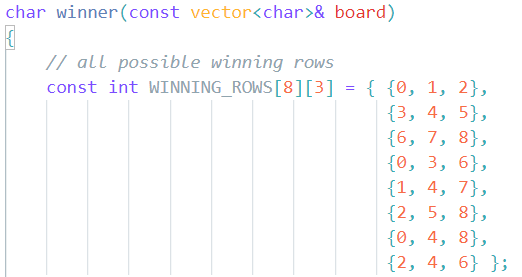 char winner(const vector<char>& board)
{
// all possible winning rows
const int WINNING_ROWS[8][3] = { {0, 1, 2},
{3, 4, 5},
{6, 7, 8},
{0, 3, 6},
{1, 4, 7},
{2, 5, 8},
{0, 4, 8},
{2, 4, 6} };